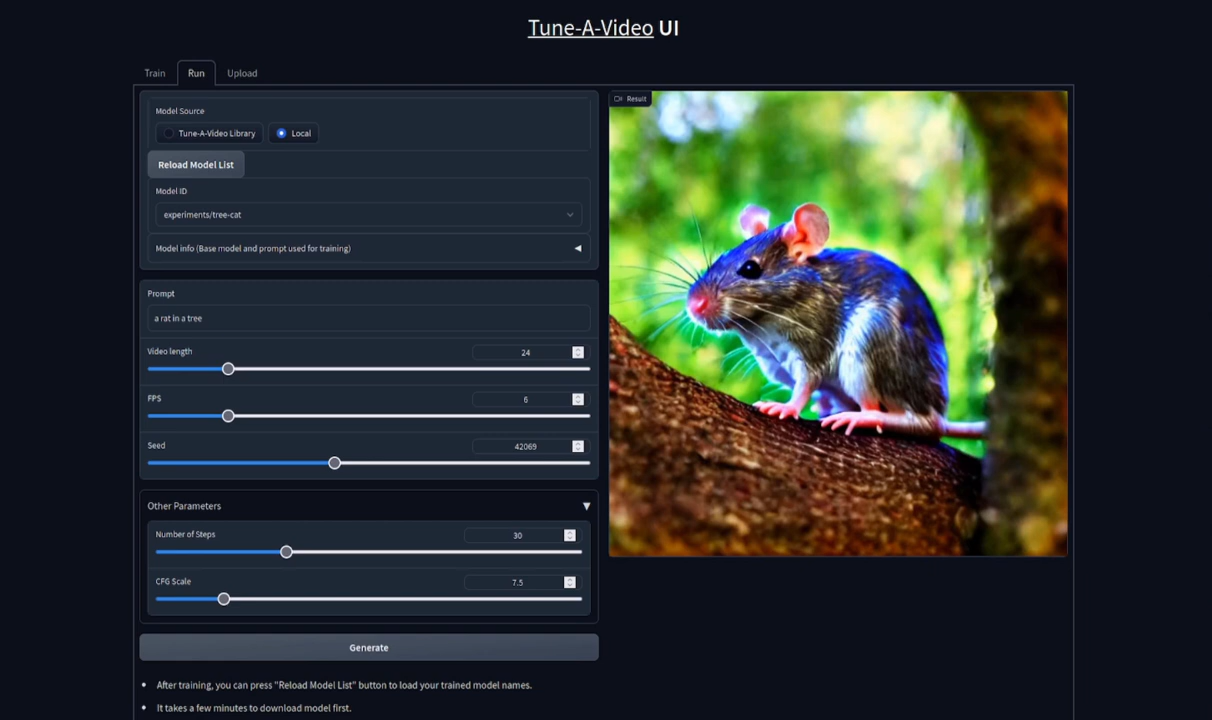 Tune-A-Video UI
Train Run Upload
Model Source
Tune-A-Video Library Local
Reload Model List
Model ID
experiments/tree-cat
Model info (Base model and prompt used for training)
Prompt
a rat in a tree
Video length 24
FPS 6
Seed 42069
Other Parameters
Number of Steps 30
CFG Scale 7.5
Generate
After training, you can press "Reload Model List" button to load your trained model names.
It takes a few minutes to download model first.
Result